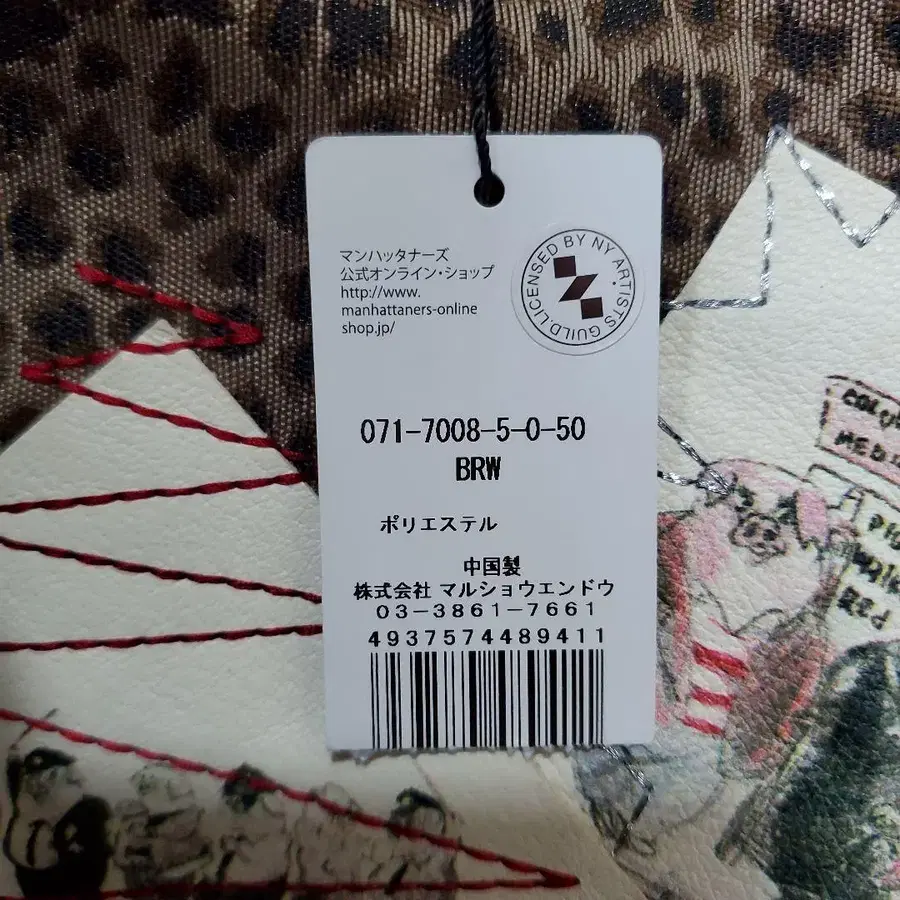 マンハッタナーズ
公式オンライン・ショップ
http://www.
manhattaners-online
shop.jp/
LICENSED BY NY ARTISTS GUILD.
071-7008-5-0-50
BRW
ポリエステル
中国製
株式会社 マルショウエンドウ
03-3861-7661
4937574489411
A